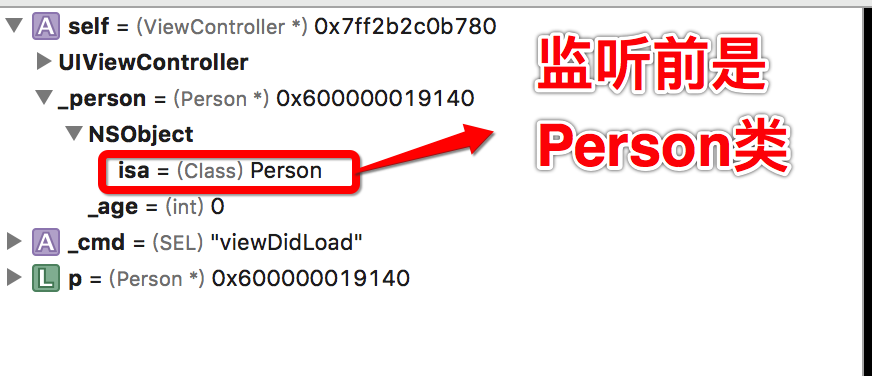 A self = (ViewController *) 0x7ff2b2c0b780
UIViewController
_person = (Person *) 0x600000019140
NSObject
isa = (Class) Person
_age = (int) 0
A _cmd = (SEL) "viewDidLoad"
L p = (Person *) 0x600000019140
监听前是
Person类